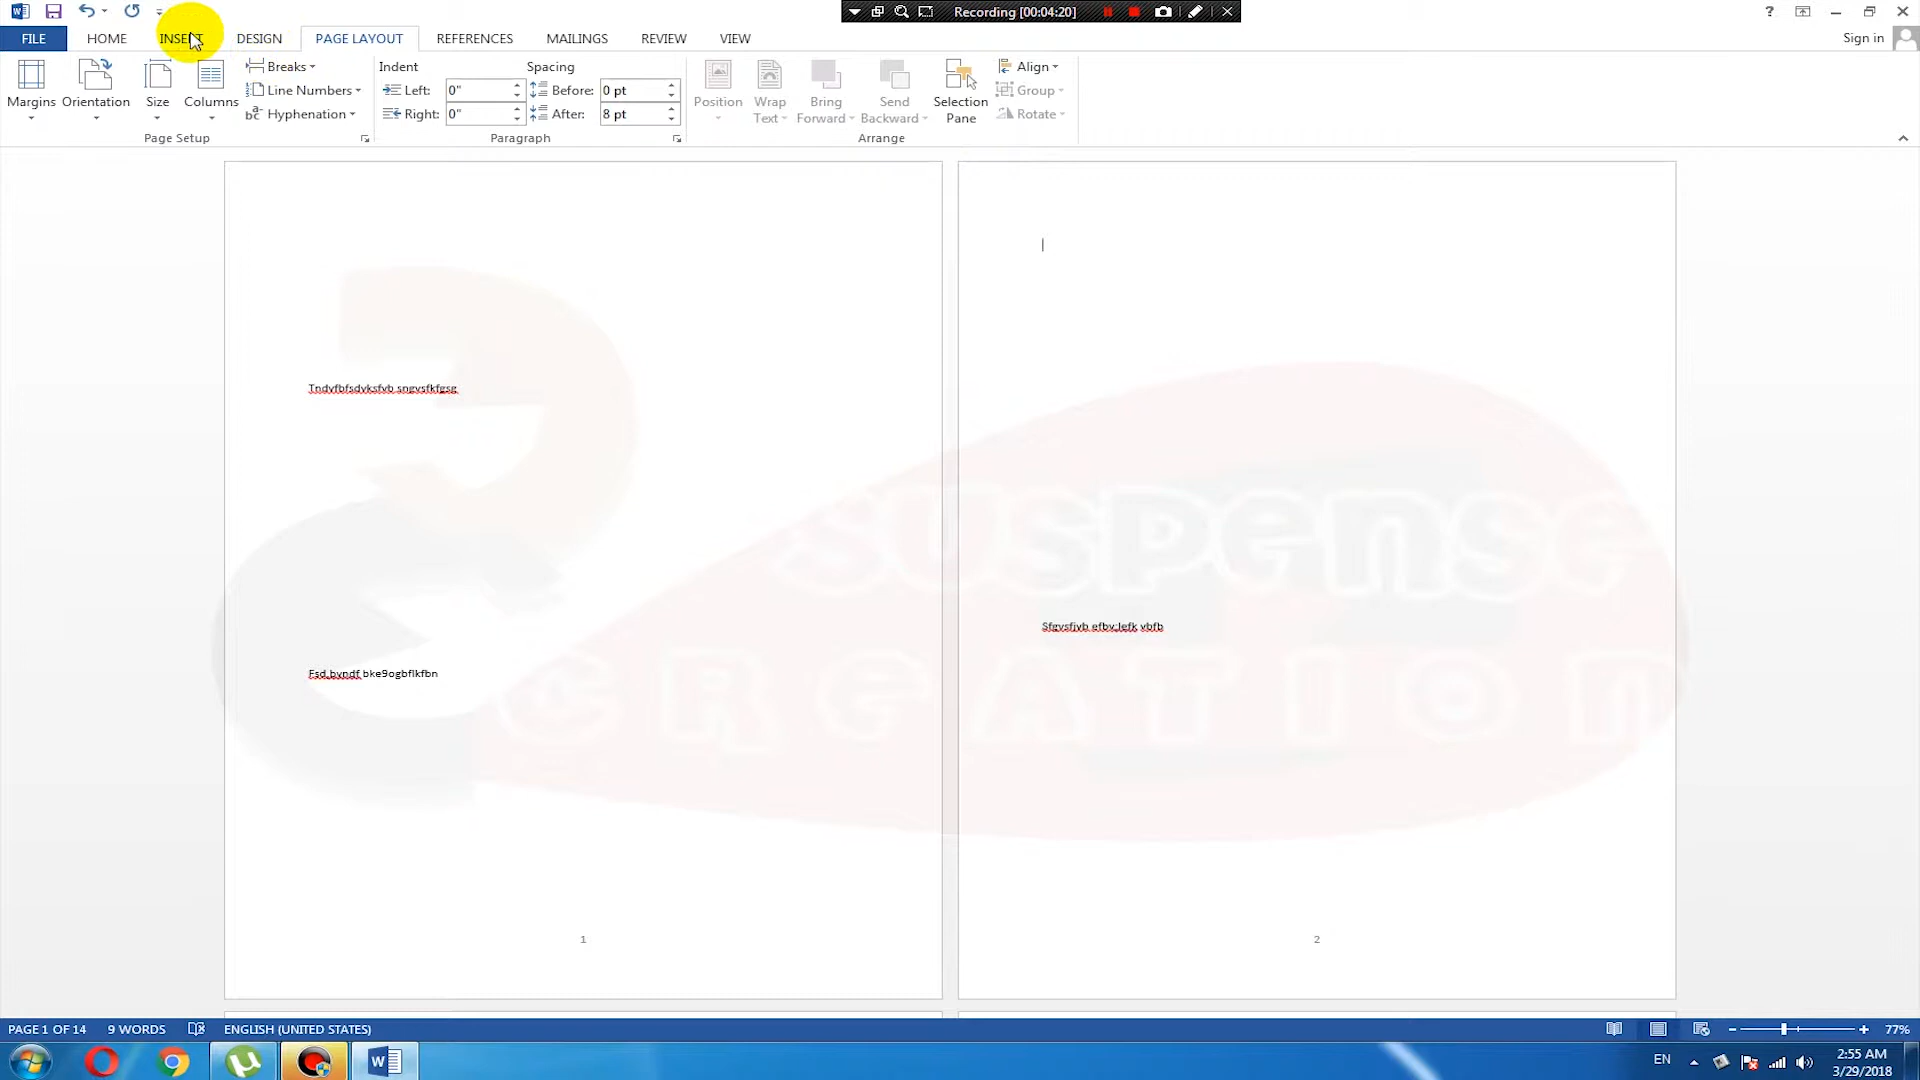 Recording [00:04:20]
FILE HOME INSERT DESIGN PAGE LAYOUT REFERENCES MAILINGS REVIEW VIEW Sign in
Margins Orientation Size Columns
Breaks
Line Numbers
Hyphenation
Page Setup
Indent Spacing
Left: 0" Before: 0 pt
Right: 0" After: 8 pt
Paragraph
Position Wrap Text Bring Forward Send Backward Selection Pane
Align
Group
Rotate
Arrange
Tndvfbfsdvksfvb sngvsfkfgsg
Fsd,bvndf bke9ogbflkfbn
1
Sfgvsfjvb efbv;lefk vbfb
2
suspense
CREATION
PAGE 1 OF 14 9 WORDS ENGLISH (UNITED STATES) 77%
EN 2:55 AM
3/29/2018